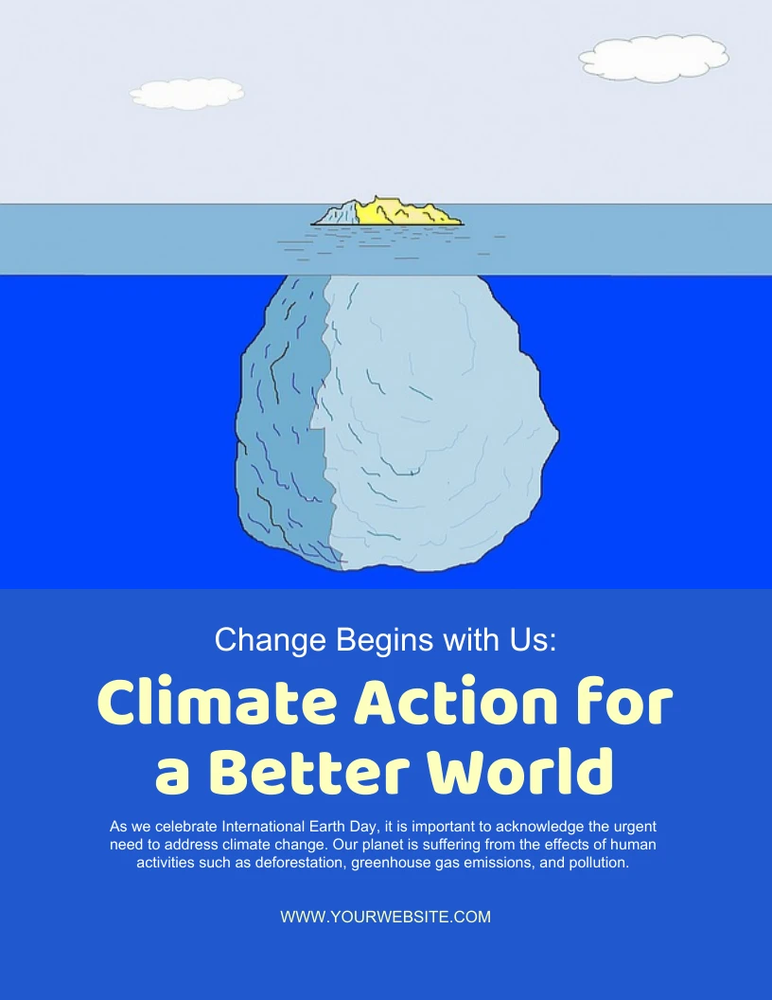 Change Begins with Us:
Climate Action for
a Better World
As we celebrate International Earth Day, it is important to acknowledge the urgent
need to address climate change. Our planet is suffering from the effects of human
activities such as deforestation, greenhouse gas emissions, and pollution.
WWW.YOURWEBSITE.COM